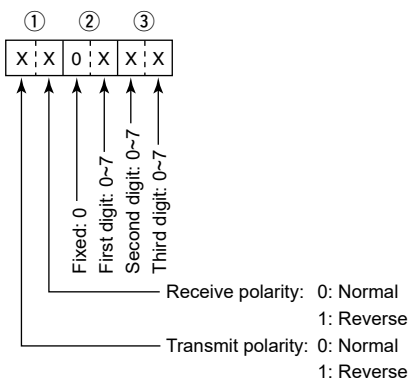 ① ② ③
X X 0 X X X
Fixed: 0
First digit: 0~7
Second digit: 0~7
Third digit: 0~7
Receive polarity: 0: Normal
1: Reverse
Transmit polarity: 0: Normal
1: Reverse